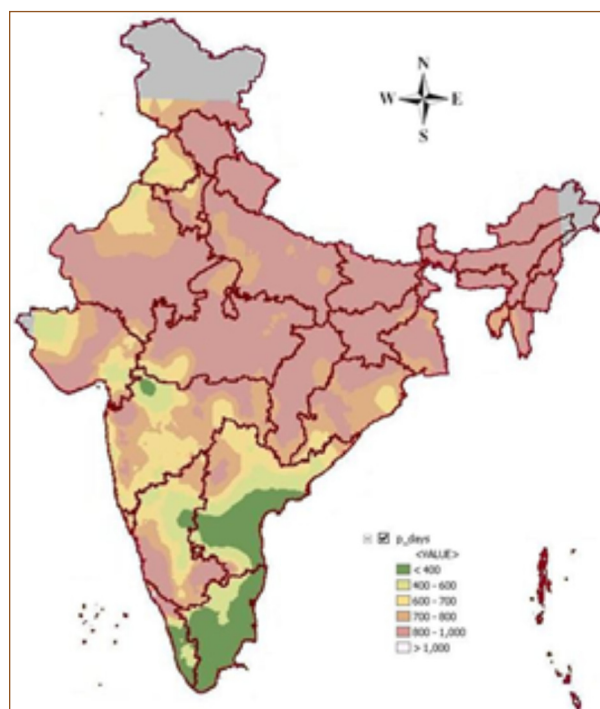 N
W E
S
p_days
<VALUE>
< 400
400 - 600
600 - 700
700 - 800
800 - 1,000
> 1,000